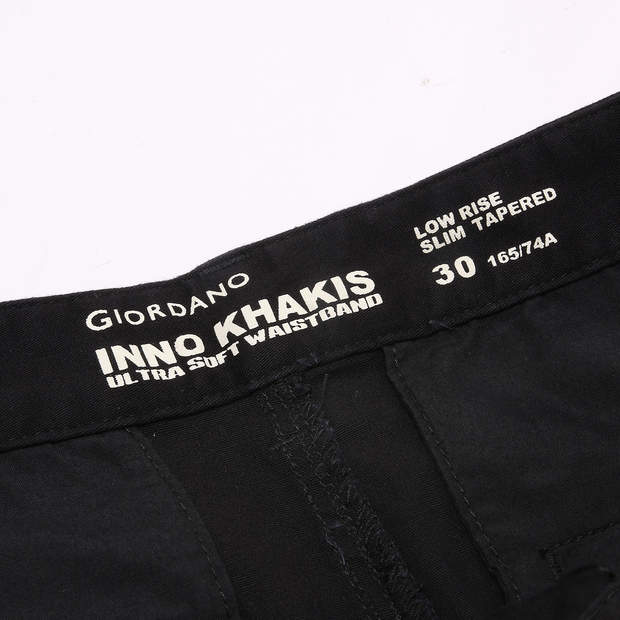 GIORDANO
INNO KHAKIS
ULTRA SOFT WAISTBAND
LOW RISE
SLIM TAPERED
30 165/74A